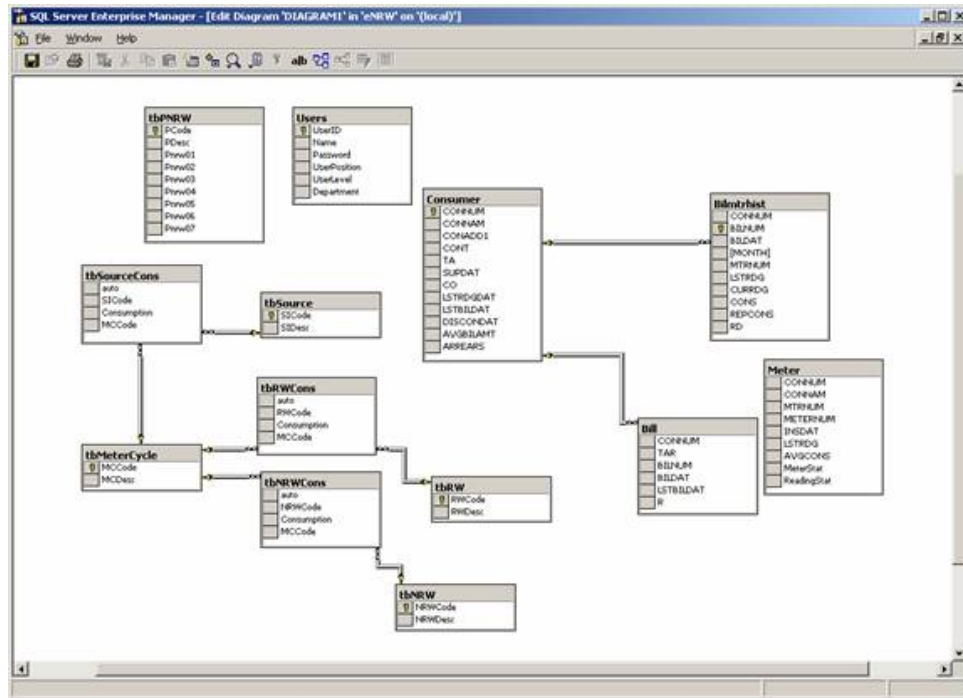 SQL Server Enterprise Manager - [Edit Diagram 'DIAGRAM1' in 'eNRW' on '(local)']
File Window Help
ab
tbPNRW
PCode
PDesc
Pnrw01
Pnrw02
Pnrw03
Pnrw04
Pnrw05
Pnrw06
Pnrw07
Users
UserID
Name
Password
UserPosition
UserLevel
Department
Consumer
CONNUM
CONNAM
CONADD1
CONT
TA
SUPDAT
CO
LSTRDGDAT
LSTBILDAT
DISCONDAT
AVGBILAMT
ARREARS
Bilmtrhist
CONNUM
BILNUM
BILDAT
[MONTH]
MTRNUM
LSTRDG
CURRDG
CONS
REPCONS
RD
tbSourceCons
auto
SICode
Consumption
MCCode
tbSource
SICode
SIDesc
tbRWCons
auto
RWCode
Consumption
MCCode
Meter
CONNUM
CONNAM
MTRNUM
METERNUM
INSDAT
LSTRDG
AVGCONS
MeterStat
ReadingStat
Bill
CONNUM
TAR
BILNUM
BILDAT
LSTBILDAT
R
tbMeterCycle
MCCode
MCDesc
tbNRWCons
auto
NRWCode
Consumption
MCCode
tbRW
RWCode
RWDesc
tbNRW
NRWCode
NRWDesc